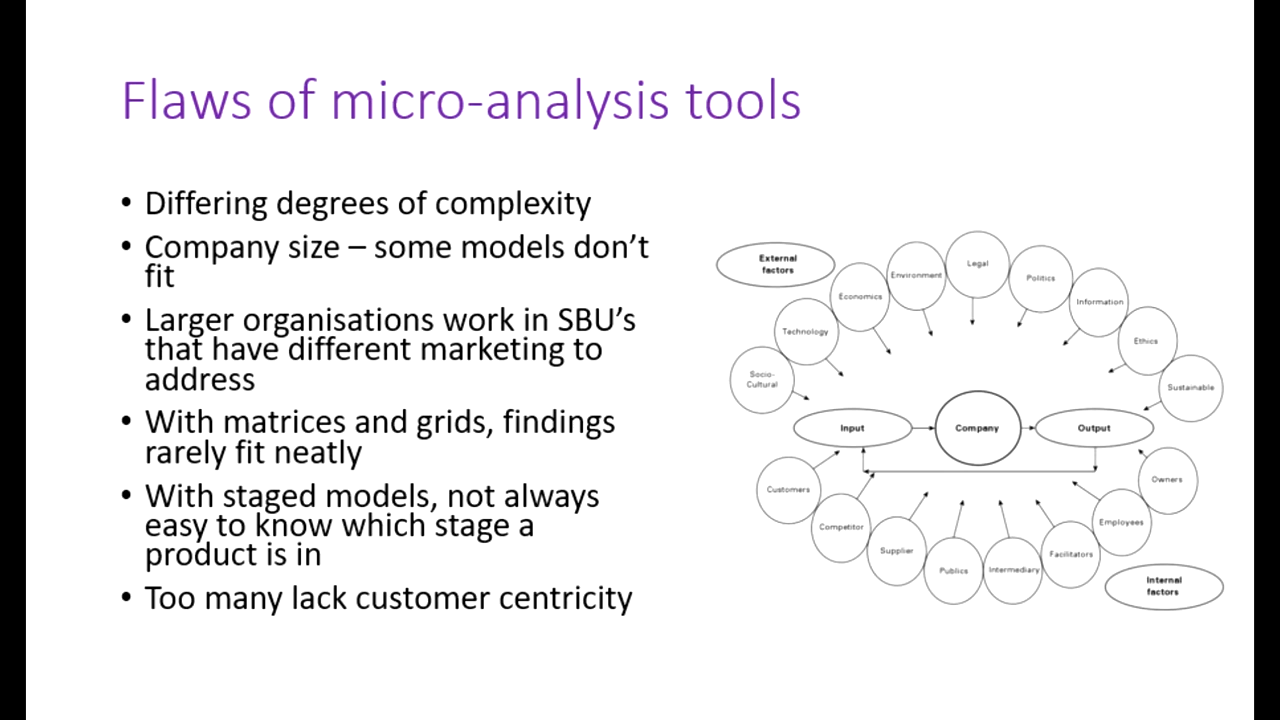 Flaws of micro-analysis tools
• Differing degrees of complexity
• Company size – some models don’t
fit
• Larger organisations work in SBU’s
that have different marketing to
address
• With matrices and grids, findings
rarely fit neatly
• With staged models, not always
easy to know which stage a
product is in
• Too many lack customer centricity
External
factors
Socio-
Cultural
Technology
Economics
Environment
Legal
Politics
Information
Ethics
Sustainable
Input
Company
Output
Customers
Competitor
Supplier
Publics
Intermediary
Facilitators
Employees
Owners
Internal
factors